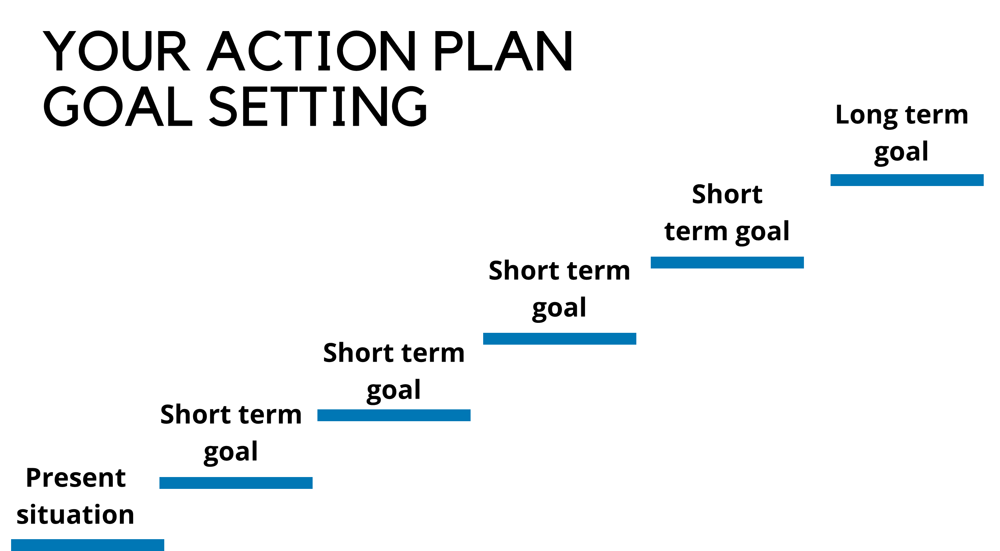 YOUR ACTION PLAN
GOAL SETTING
Long term
goal
Short
term goal
Short term
goal
Short term
goal
Short term
goal
Present
situation